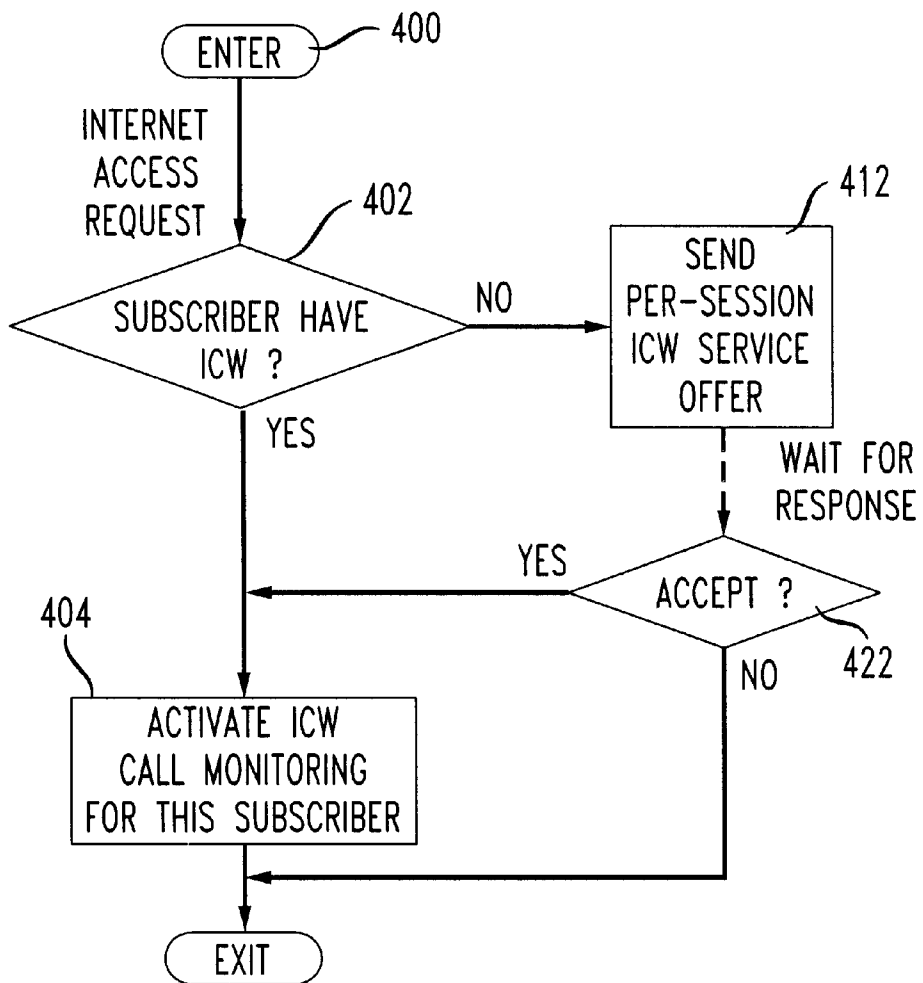 ENTER
400
INTERNET
ACCESS
REQUEST
402
SUBSCRIBER HAVE
ICW ?
NO
412
SEND
PER-SESSION
ICW SERVICE
OFFER
YES
WAIT FOR
RESPONSE
YES
ACCEPT ?
422
NO
404
ACTIVATE ICW
CALL MONITORING
FOR THIS SUBSCRIBER
EXIT